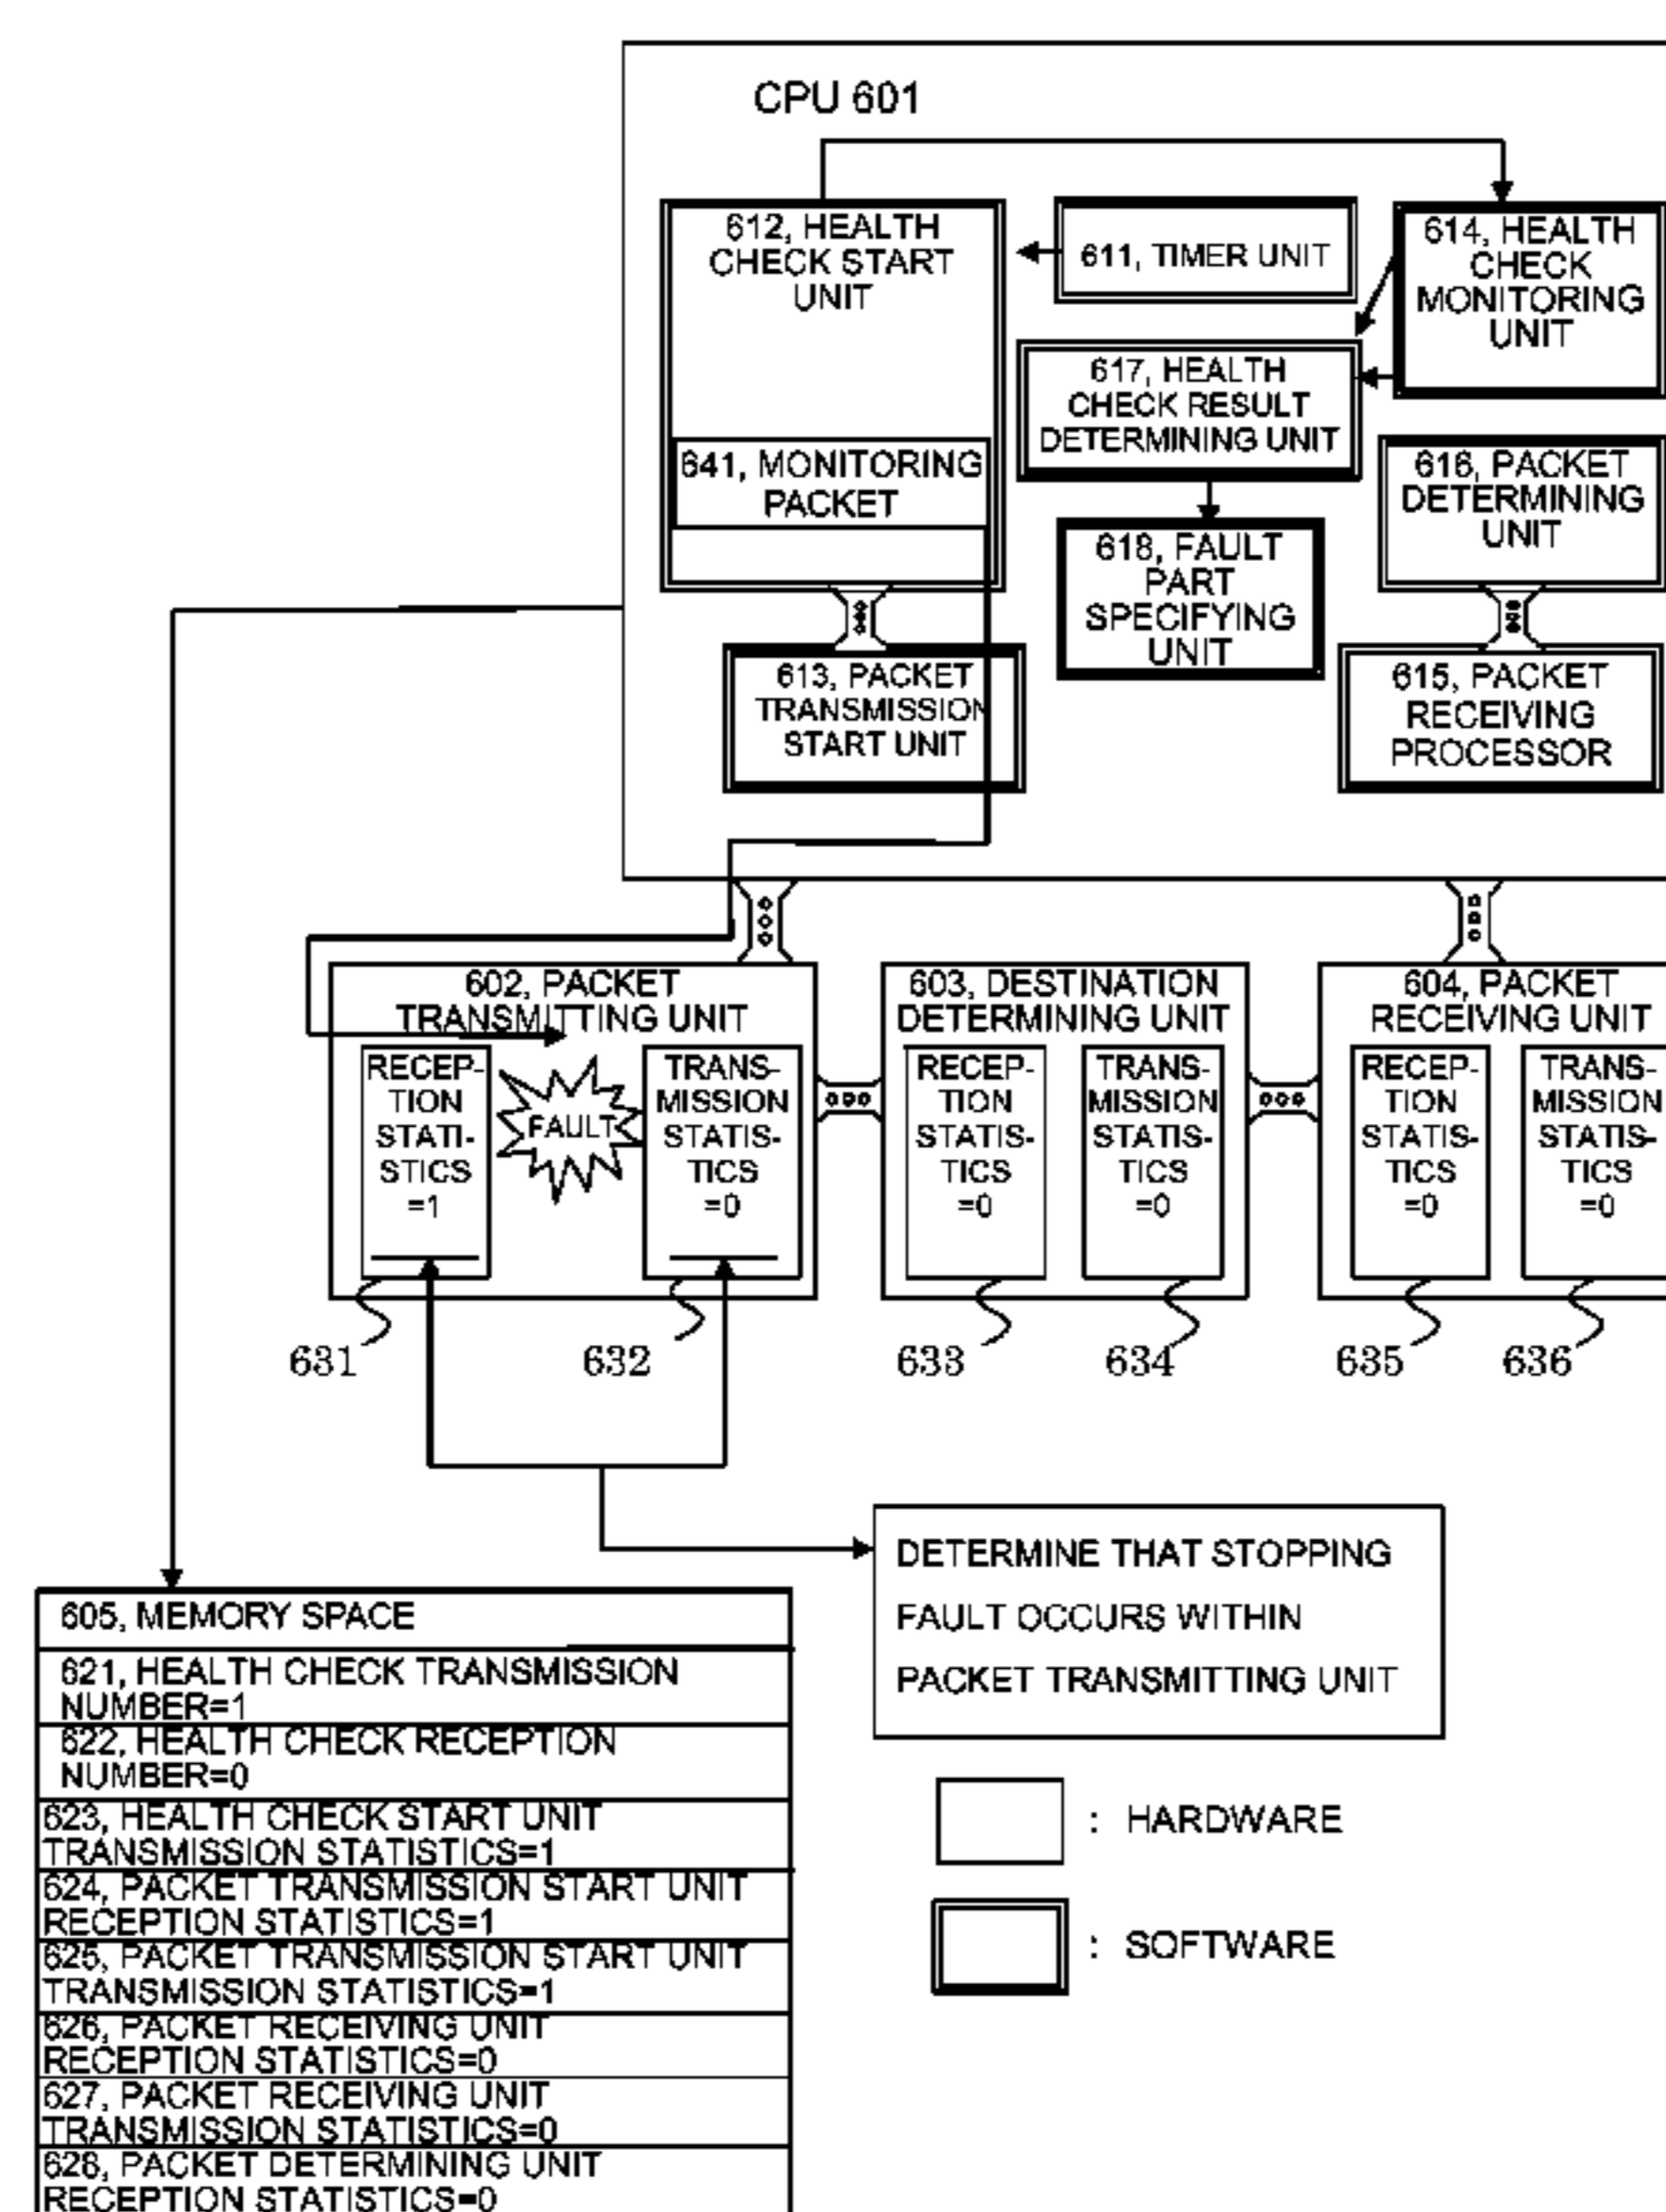 CPU 601
612, HEALTH
CHECK START
UNIT
611, TIMER UNIT
614, HEALTH
CHECK
MONITORING
UNIT
617, HEALTH
CHECK RESULT
DETERMINING UNIT
641, MONITORING
PACKET
616, PACKET
DETERMINING
UNIT
618, FAULT
PART
SPECIFYING
UNIT
613, PACKET
TRANSMISSION
START UNIT
615, PACKET
RECEIVING
PROCESSOR
602, PACKET
TRANSMITTING UNIT
RECEP-
TION
STATI-
STICS
=1
FAULT
TRANS-
MISSION
STATIS-
TICS
=0
603, DESTINATION
DETERMINING UNIT
RECEP-
TION
STATIS-
TICS
=0
TRANS-
MISSION
STATIS-
TICS
=0
604, PACKET
RECEIVING UNIT
RECEP-
TION
STATIS-
TICS
=0
TRANS-
MISSION
STATIS-
TICS
=0
631
632
633
634
635
636
DETERMINE THAT STOPPING
FAULT OCCURS WITHIN
PACKET TRANSMITTING UNIT
605, MEMORY SPACE
621, HEALTH CHECK TRANSMISSION
NUMBER=1
622, HEALTH CHECK RECEPTION
NUMBER=0
623, HEALTH CHECK START UNIT
TRANSMISSION STATISTICS=1
624, PACKET TRANSMISSION START UNIT
RECEPTION STATISTICS=1
625, PACKET TRANSMISSION START UNIT
TRANSMISSION STATISTICS=1
626, PACKET RECEIVING UNIT
RECEPTION STATISTICS=0
627, PACKET RECEIVING UNIT
TRANSMISSION STATISTICS=0
628, PACKET DETERMINING UNIT
RECEPTION STATISTICS=0
: HARDWARE
: SOFTWARE